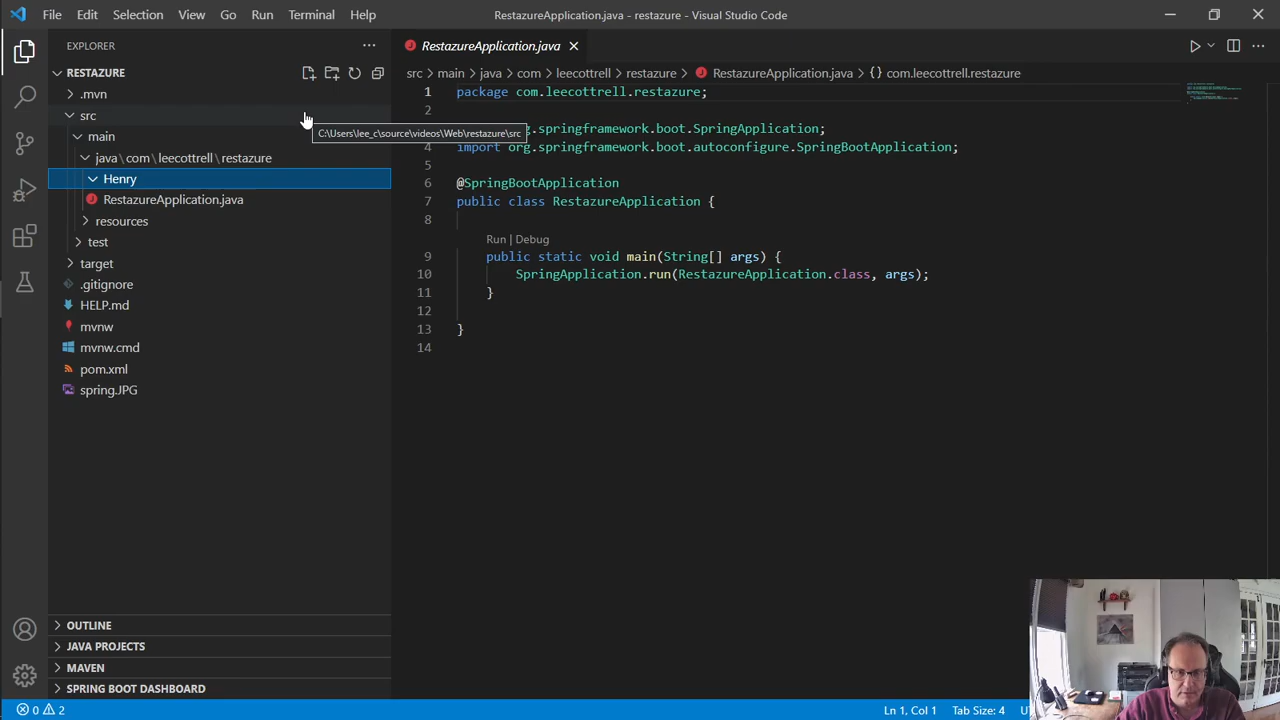 File Edit Selection View Go Run Terminal Help RestazureApplication.java - restazure - Visual Studio Code
EXPLORER
RESTAZURE
.mvn
src
main
java\com\leecottrell\restazure
Henry
RestazureApplication.java
resources
test
target
.gitignore
HELP.md
mvnw
mvnw.cmd
pom.xml
spring.JPG
OUTLINE
JAVA PROJECTS
MAVEN
SPRING BOOT DASHBOARD
RestazureApplication.java
src > main > java > com > leecottrell > restazure > RestazureApplication.java > {} com.leecottrell.restazure
1 package com.leecottrell.restazure;
2
C:\Users\lee_c\source\videos\Web\restazure\src
.springframework.boot.SpringApplication;
4 import org.springframework.boot.autoconfigure.SpringBootApplication;
5
6 @SpringBootApplication
7 public class RestazureApplication {
8
Run | Debug
9 public static void main(String[] args) {
10 SpringApplication.run(RestazureApplication.class, args);
11 }
12
13 }
14
0 2 Ln 1, Col 1 Tab Size: 4